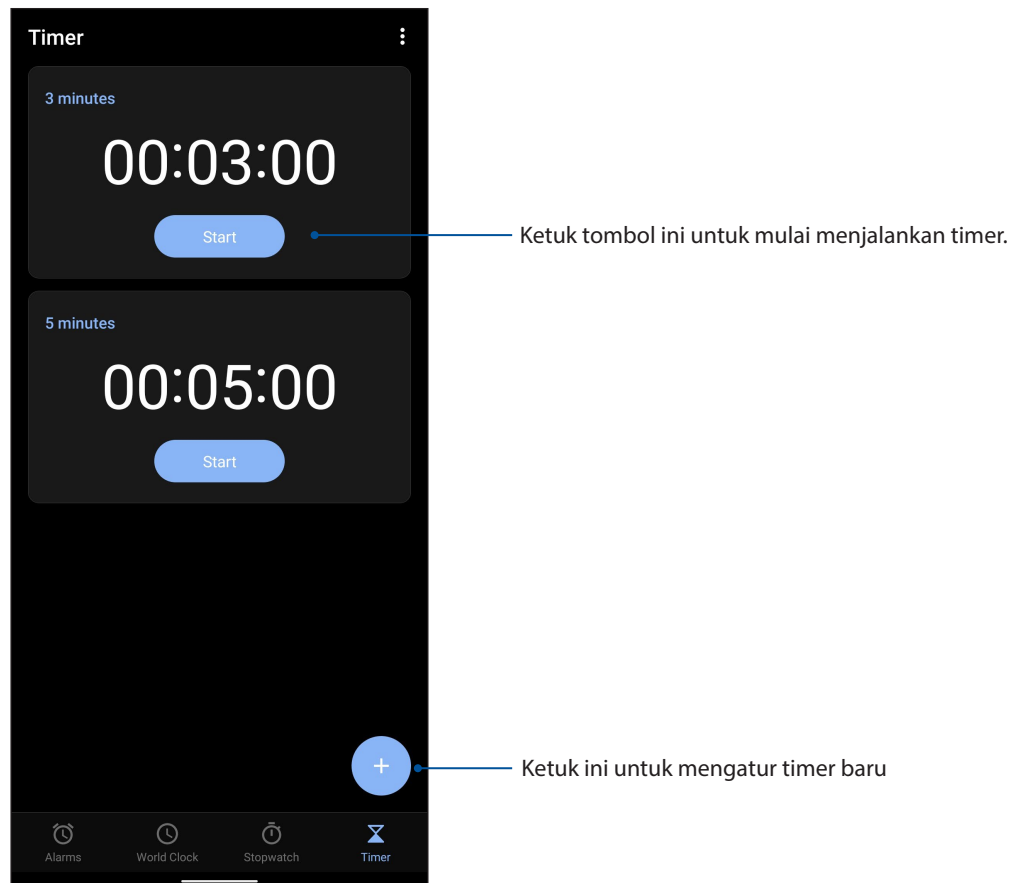 Timer
3 minutes
00:03:00
Start
Ketuk tombol ini untuk mulai menjalankan timer.
5 minutes
00:05:00
Start
+
Ketuk ini untuk mengatur timer baru
Alarms World Clock Stopwatch Timer